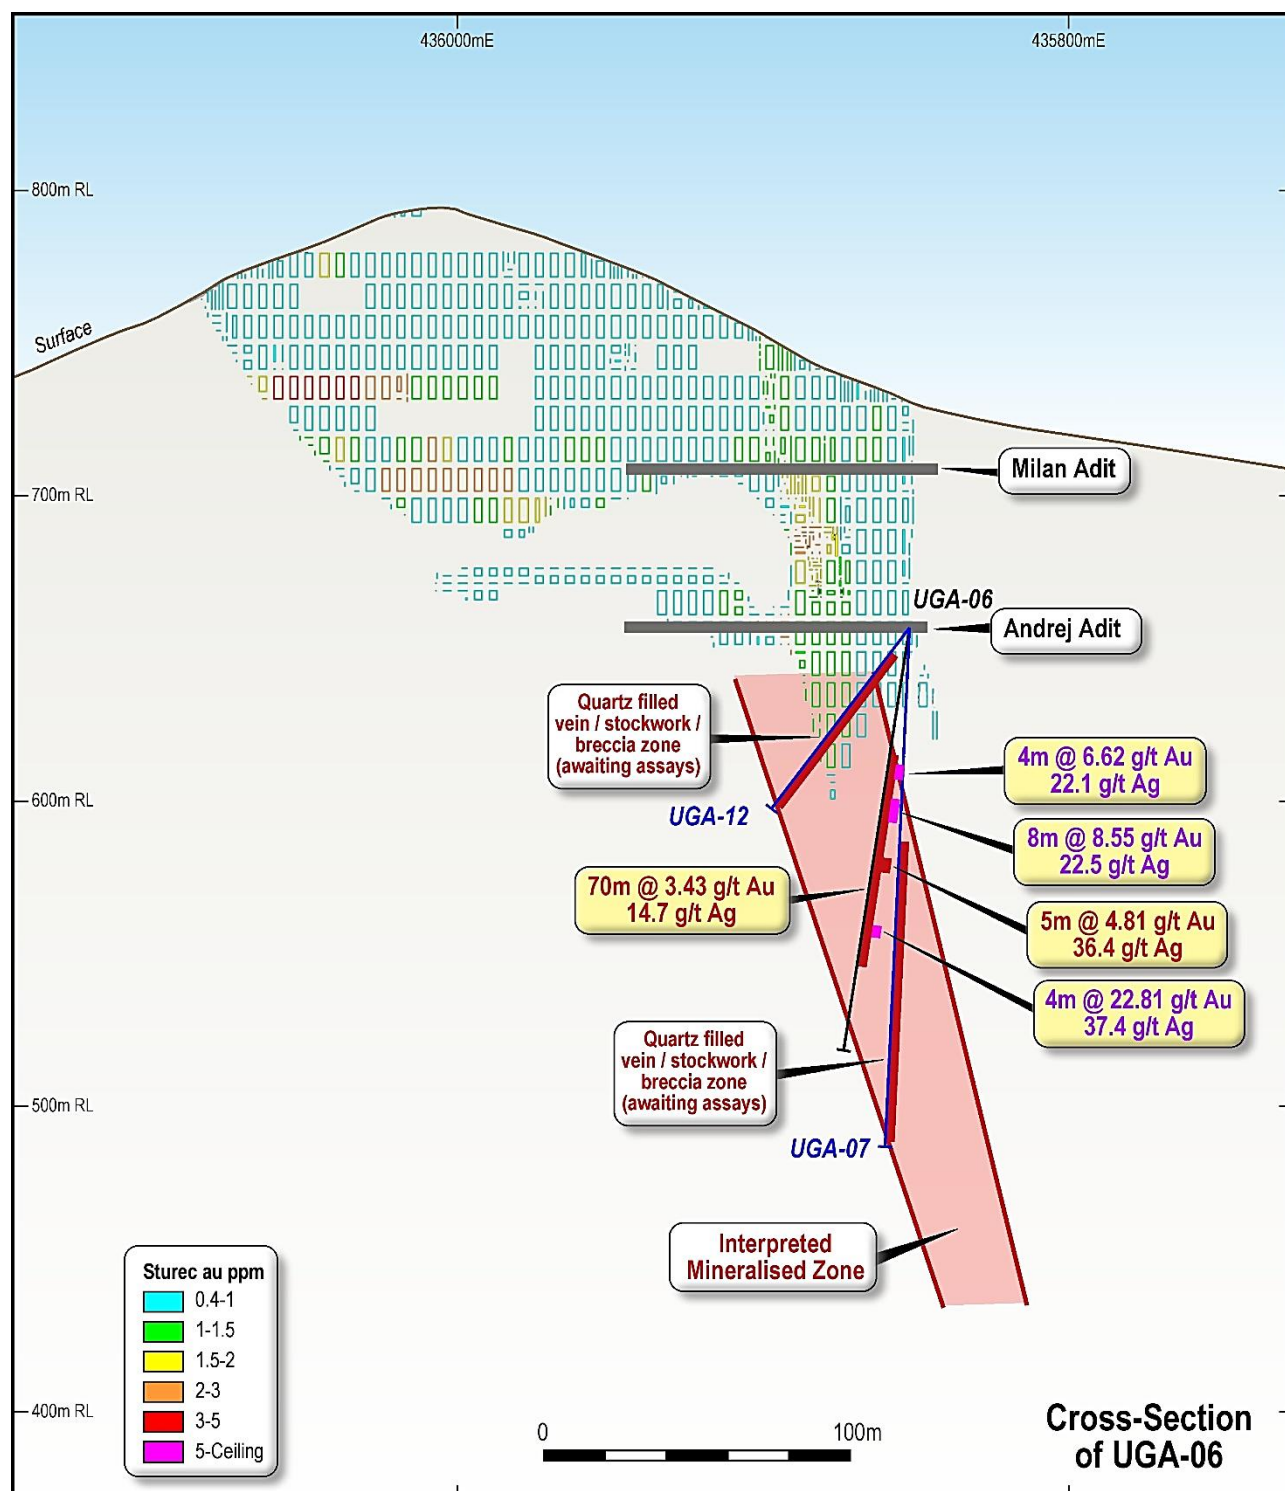 436000mE
435800mE
800m RL
Surface
Milan Adit
700m RL
UGA-06
Andrej Adit
Quartz filled
vein / stockwork /
breccia zone
(awaiting assays)
4m @ 6.62 g/t Au
22.1 g/t Ag
600m RL
UGA-12
8m @ 8.55 g/t Au
22.5 g/t Ag
70m @ 3.43 g/t Au
14.7 g/t Ag
5m @ 4.81 g/t Au
36.4 g/t Ag
4m @ 22.81 g/t Au
37.4 g/t Ag
Quartz filled
vein / stockwork /
breccia zone
(awaiting assays)
500m RL
UGA-07
Interpreted
Mineralised Zone
Sturec au ppm
0.4-1
1-1.5
1.5-2
2-3
3-5
5-Ceiling
400m RL
0
100m
Cross-Section
of UGA-06